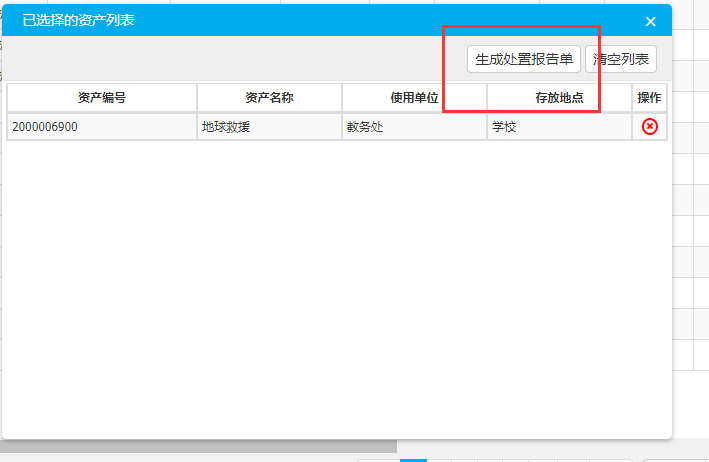 已选择的资产列表
生成处置报告单 清空列表
资产编号 资产名称 使用单位 存放地点 操作
2000006900 地球救援 教务处 学校